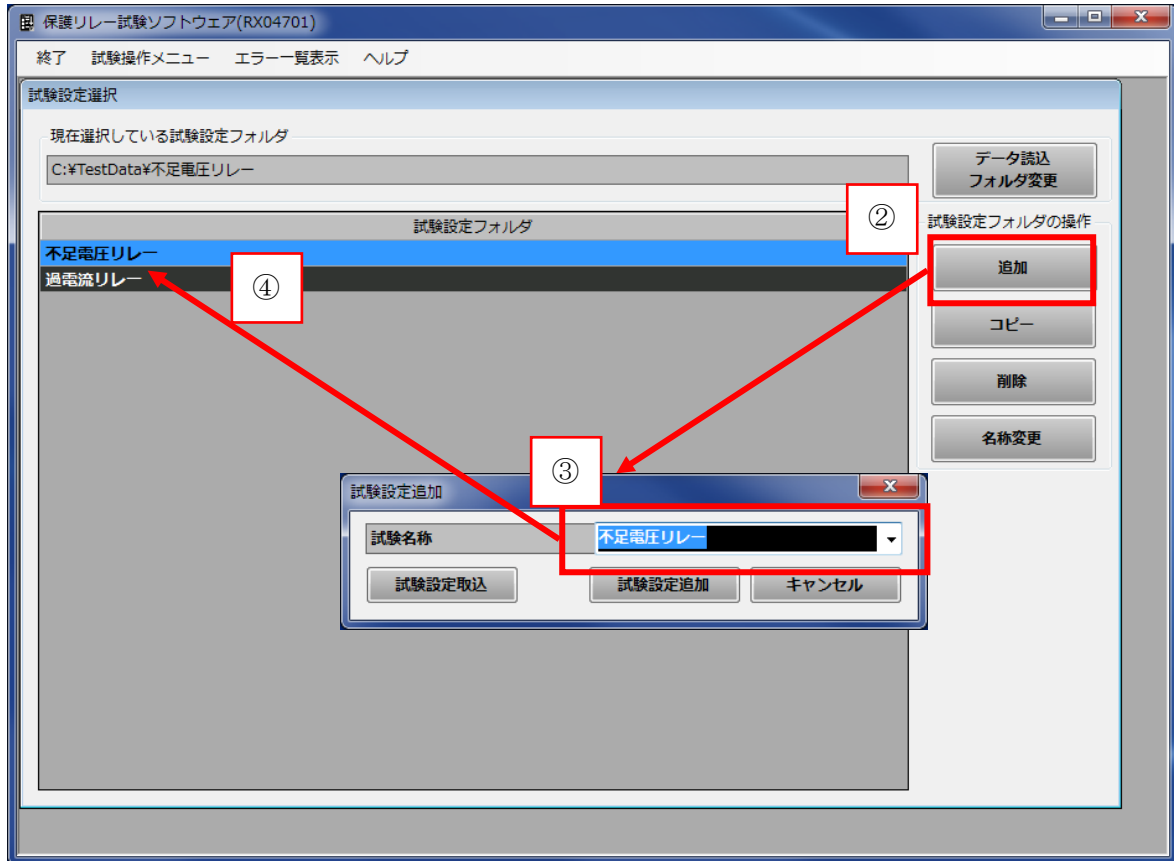 保護リレー試験ソフトウェア(RX04701)
終了 試験操作メニュー エラー一覧表示 ヘルプ
試験設定選択
現在選択している試験設定フォルダ
C:¥TestData¥不足電圧リレー
データ読込
フォルダ変更
試験設定フォルダ
②
試験設定フォルダの操作
不足電圧リレー
過電流リレー
④
追加
コピー
削除
名称変更
③
試験設定追加
試験名称
不足電圧リレー
試験設定取込
試験設定追加
キャンセル